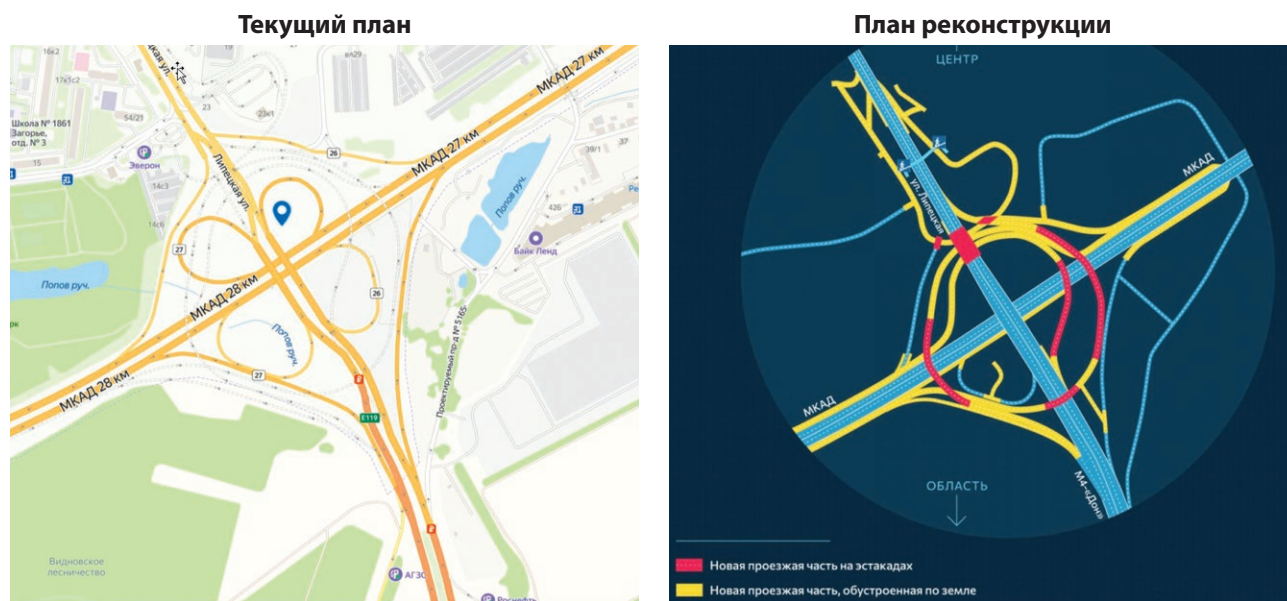 Текущий план
План реконструкции
16к2
17к1с2
19
вл29
МКАД 27 КМ
23
23к1
54/21
Школа № 1861
Загорье,
отд. № 3
15
Эверон
14с3
14с6
26
МКАД 27 КМ
39/1
37
Липецкая ул.
Попов руч.
42б
Байк Ленд
27
26
Попов руч.
МКАД 28 КМ
Попов руч.
Проектируемый пр-д № 5165
27
МКАД 28 КМ
Е119
Видновское
лесничество
АГЗС
Роснефть
ЦЕНТР
МКАД
ул. Липецкая
МКАД
ОБЛАСТЬ
М4-«Дон»
Новая проезжая часть на эстакадах
Новая проезжая часть, обустроенная по земле